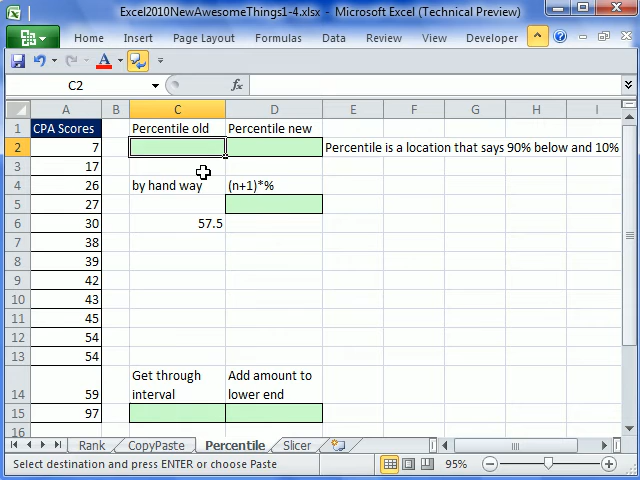 Excel2010NewAwesomeThings1-4.xlsx - Microsoft Excel (Technical Preview)
Home Insert Page Layout Formulas Data Review View Developer
C2 fx
A B C D E F G H I
1 CPA Scores Percentile old Percentile new
2 7 Percentile is a location that says 90% below and 10%
3 17
4 26 by hand way (n+1)*%
5 27
6 30 57.5
7 38
8 39
9 42
10 43
11 45
12 54
13 54
14 59 Get through interval Add amount to lower end
15 97
16
Rank CopyPaste Percentile Slicer
Select destination and press ENTER or choose Paste 95%